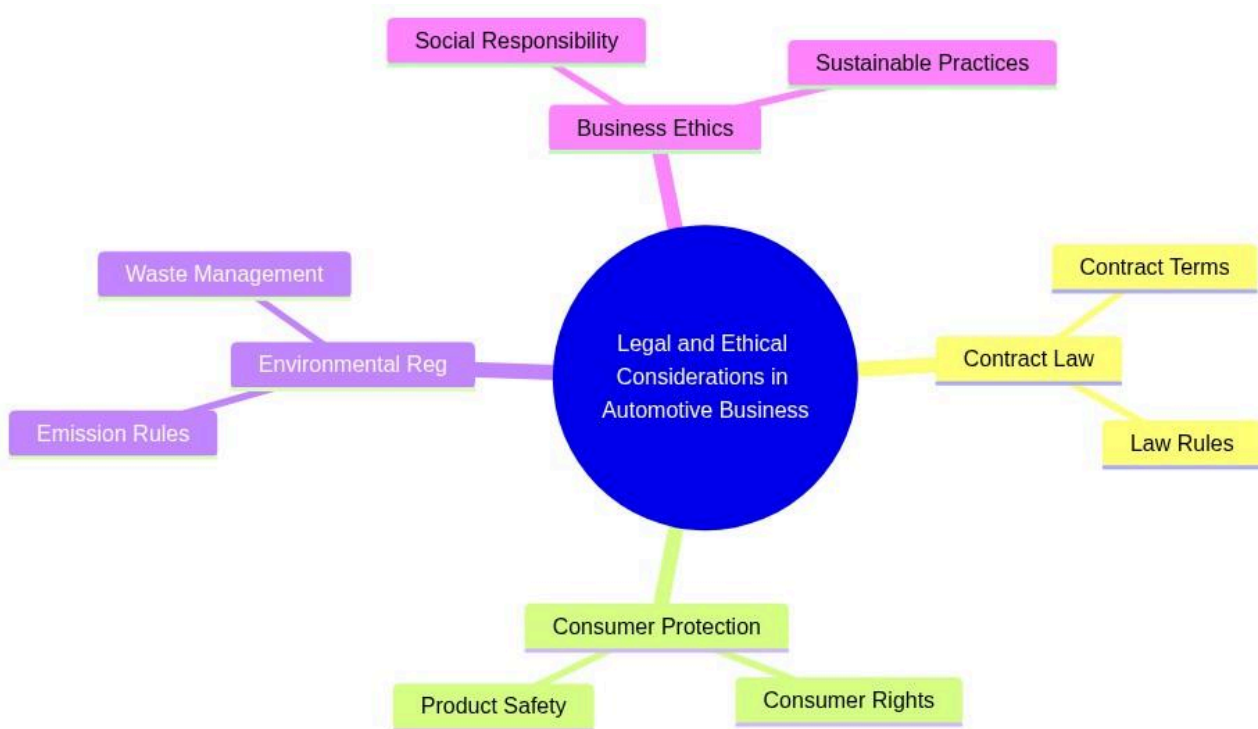 Social Responsibility
Sustainable Practices
Business Ethics
Waste Management
Environmental Reg
Emission Rules
Legal and Ethical
Considerations in
Automotive Business
Contract Terms
Contract Law
Law Rules
Consumer Protection
Product Safety
Consumer Rights